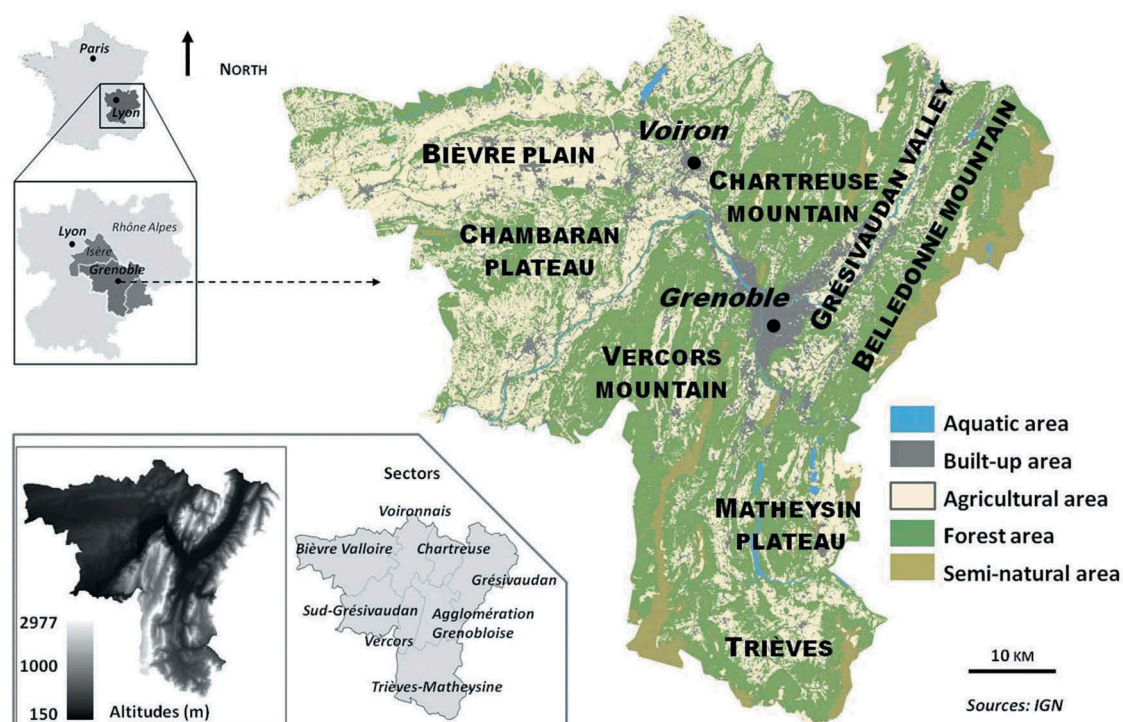 Paris
NORTH
Lyon
Lyon
Rhône Alpes
Isère
Grenoble
Voiron
BIÈVRE PLAIN
CHARTREUSE
MOUNTAIN
GRÉSIVAUDAN VALLEY
BELLEDONNE MOUNTAIN
CHAMBARAN
PLATEAU
Grenoble
VERCORS
MOUNTAIN
MATHEYSIN
PLATEAU
TRIÈVES
Aquatic area
Built-up area
Agricultural area
Forest area
Semi-natural area
10 KM
Sources: IGN
2977
1000
150
Altitudes (m)
Sectors
Voironnais
Bièvre Valloire
Chartreuse
Grésivaudan
Sud-Grésivaudan
Agglomération
Grenobloise
Vercors
Trièves-Matheysine